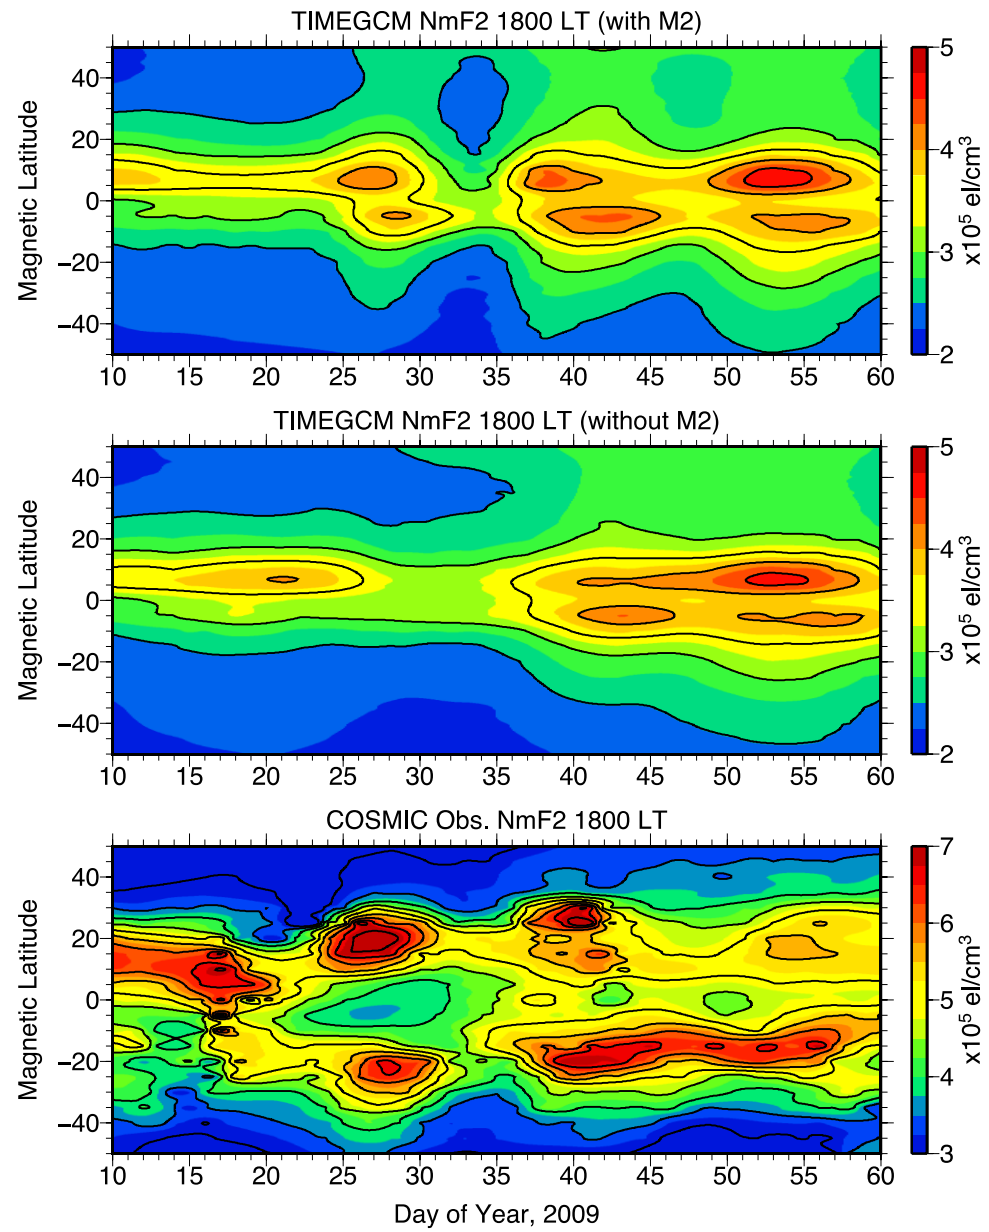 TIMEGCM NmF2 1800 LT (with M2)
Magnetic Latitude
40
20
0
−20
−40
10 15 20 25 30 35 40 45 50 55 60
5
4
3
2
x10⁵ el/cm³
TIMEGCM NmF2 1800 LT (without M2)
Magnetic Latitude
40
20
0
−20
−40
10 15 20 25 30 35 40 45 50 55 60
5
4
3
2
x10⁵ el/cm³
COSMIC Obs. NmF2 1800 LT
Magnetic Latitude
40
20
0
−20
−40
10 15 20 25 30 35 40 45 50 55 60
7
6
5
4
3
x10⁵ el/cm³
Day of Year, 2009